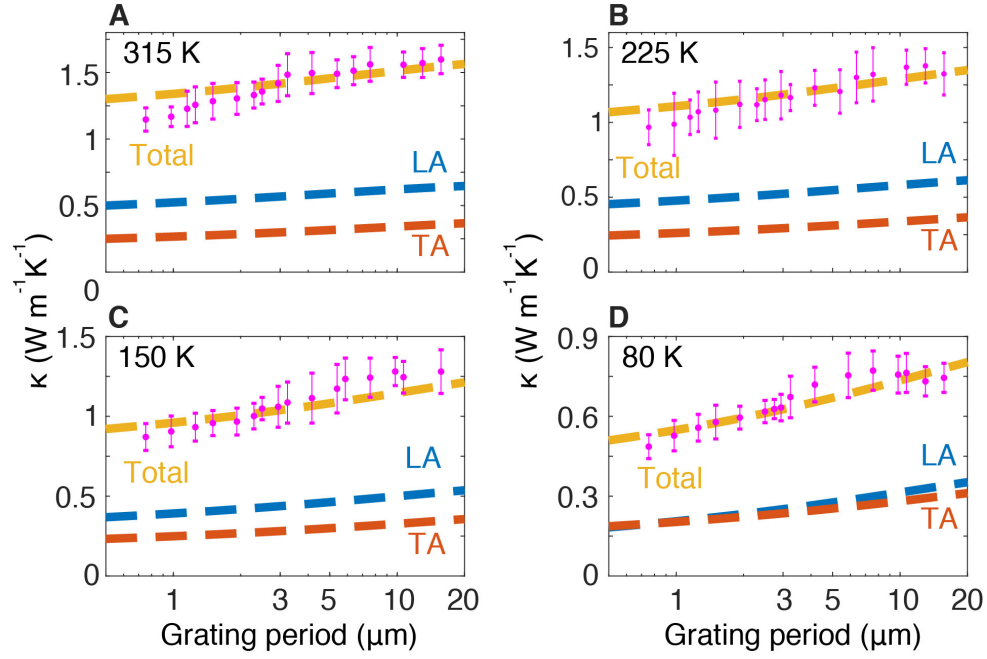 A
315 K
1.5
1
0.5
0
Total
LA
TA
B
225 K
1.5
1
0.5
0
Total
LA
TA
κ (W m⁻¹K⁻¹)
κ (W m⁻¹K⁻¹)
C
150 K
1.5
1
0.5
0
Total
LA
TA
1 3 5 10 20
Grating period (μm)
D
80 K
0.9
0.6
0.3
0
Total
LA
TA
1 3 5 10 20
Grating period (μm)